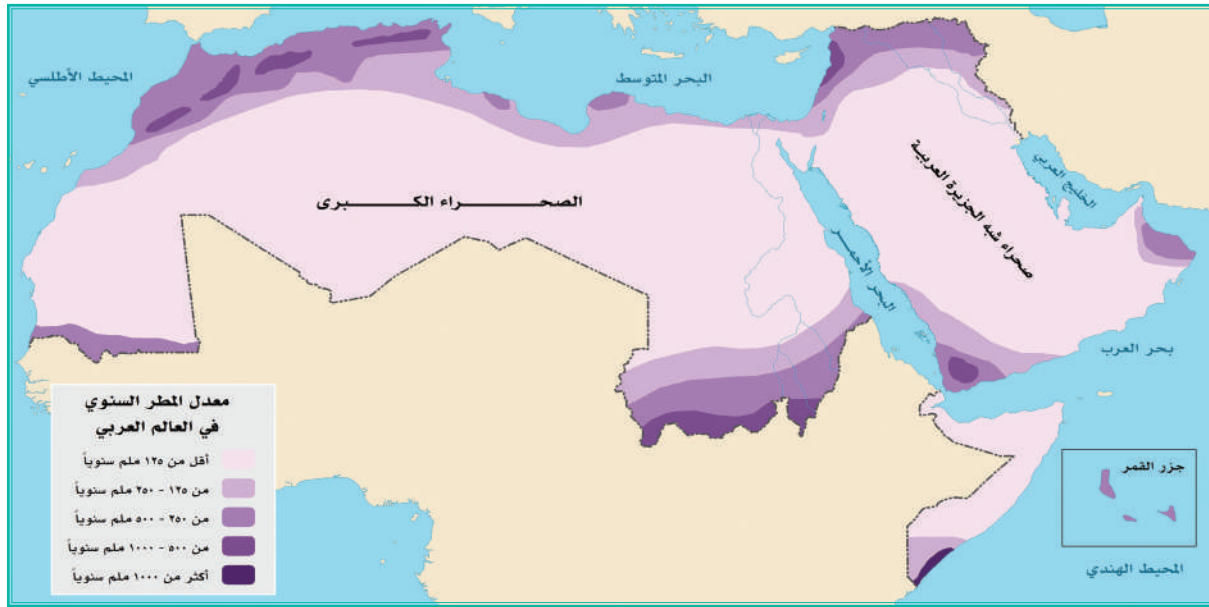 المحيط الأطلسي
البحر المتوسط
الصحراء الكبرى
صحراء شبه الجزيرة العربية
الخليج العربي
البحر الأحمر
بحر العرب
جزر القمر
المحيط الهندي
معدل المطر السنوي
في العالم العربي
أقل من ١٢٥ ملم سنوياً
من ١٢٥ - ٢٥٠ ملم سنوياً
من ٢٥٠ - ٥٠٠ ملم سنوياً
من ٥٠٠ - ١٠٠٠ ملم سنوياً
أكثر من ١٠٠٠ ملم سنوياً